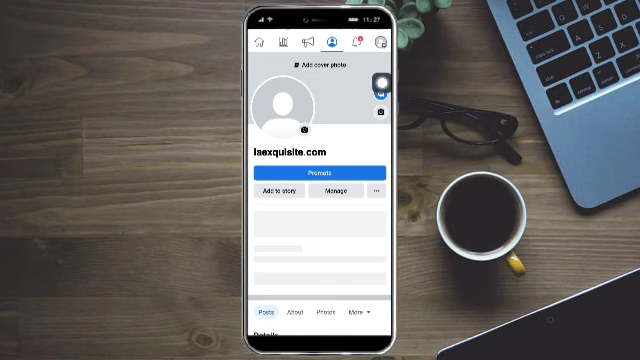 11:27
Add cover photo
laexquisite.com
Promote
Add to story
Manage
Posts
About
Photos
More
Details